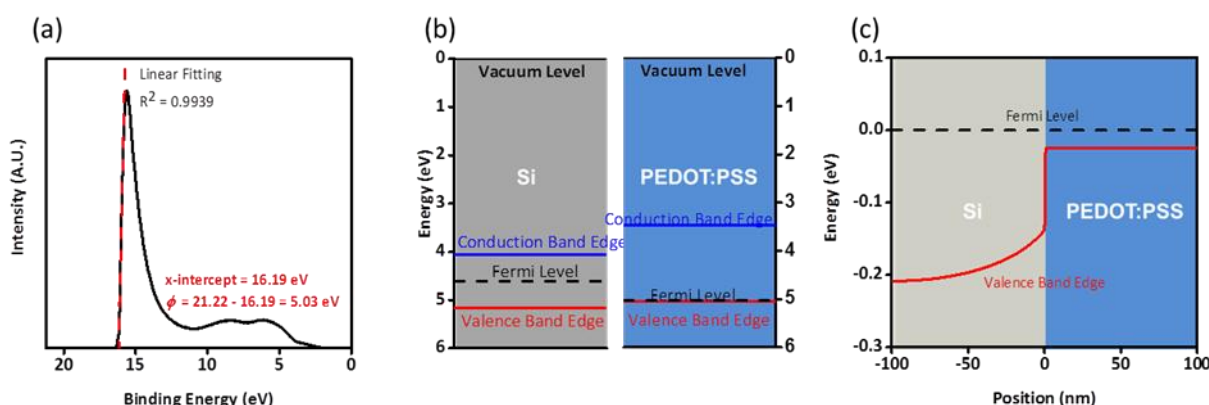 (a)
Linear Fitting
R² = 0.9939
x-intercept = 16.19 eV
ϕ = 21.22 - 16.19 = 5.03 eV
Intensity (A.U.)
20 15 10 5 0
Binding Energy (eV)
(b)
0 0
Vacuum Level Vacuum Level
1 1
2 2
Si PEDOT:PSS
3 3
Conduction Band Edge
Conduction Band Edge
4 4
Fermi Level
5 5
Fermi Level
Valence Band Edge Valence Band Edge
6 6
Energy (eV)
Energy (eV)
(c)
0.1
Fermi Level
0.0
-0.1
Si PEDOT:PSS
-0.2
Valence Band Edge
-0.3
-100 -50 0 50 100
Position (nm)
Energy (eV)